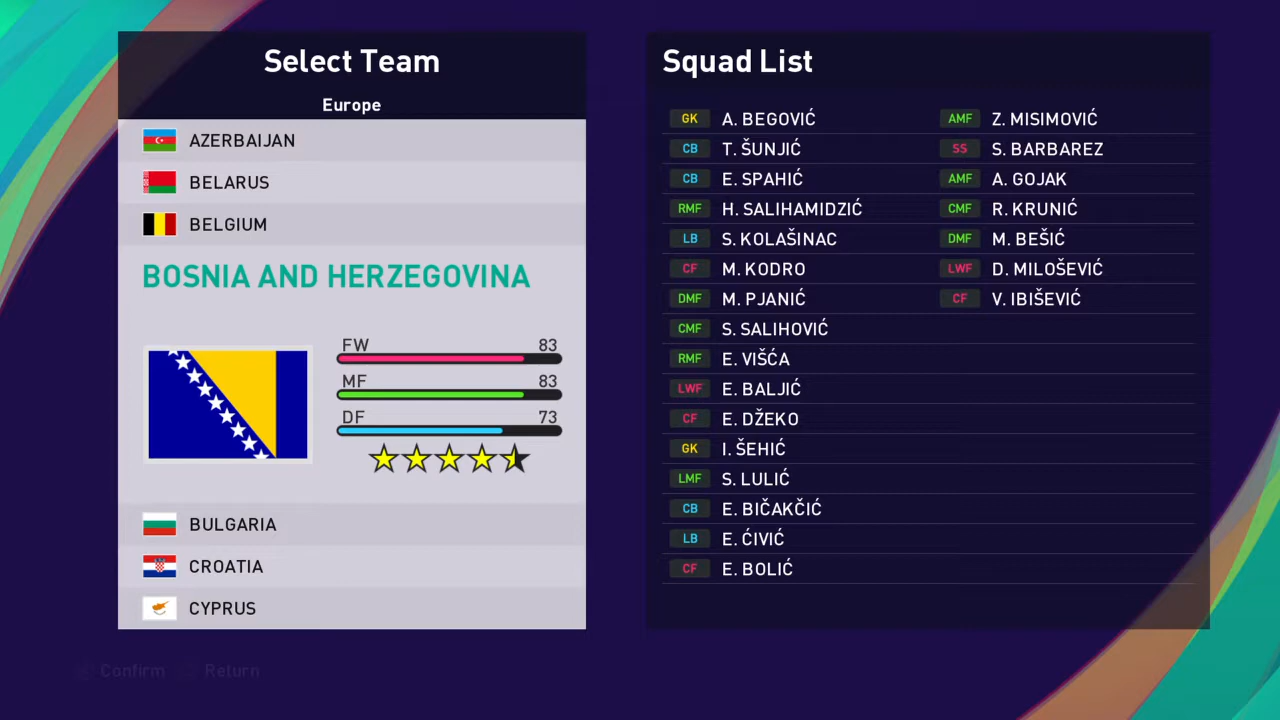 Select Team
Europe
AZERBAIJAN
BELARUS
BELGIUM
BOSNIA AND HERZEGOVINA
FW 83
MF 83
DF 73
BULGARIA
CROATIA
CYPRUS
Confirm Return
Squad List
GK A. BEGOVIĆ
CB T. ŠUNJIĆ
CB E. SPAHIĆ
RMF H. SALIHAMIDZIĆ
LB S. KOLAŠINAC
CF M. KODRO
DMF M. PJANIĆ
CMF S. SALIHOVIĆ
RMF E. VIŠĆA
LWF E. BALJIĆ
CF E. DŽEKO
GK I. ŠEHIĆ
LMF S. LULIĆ
CB E. BIČAKČIĆ
LB E. ĆIVIĆ
CF E. BOLIĆ
AMF Z. MISIMOVIĆ
SS S. BARBAREZ
AMF A. GOJAK
CMF R. KRUNIĆ
DMF M. BEŠIĆ
LWF D. MILOŠEVIĆ
CF V. IBIŠEVIĆ